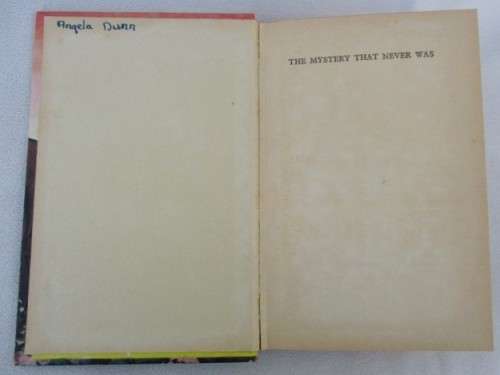 Angela Dunn
THE MYSTERY THAT NEVER WAS